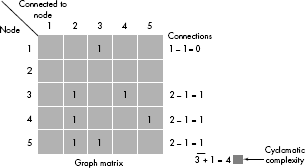 Connected to
node
Node
1 2 3 4 5
Connections
1 1 1 – 1 = 0
2
3 1 1 2 – 1 = 1
4 1 1 2 – 1 = 1
5 1 1 2 – 1 = 1
Graph matrix
3 + 1 = 4
Cyclomatic
complexity